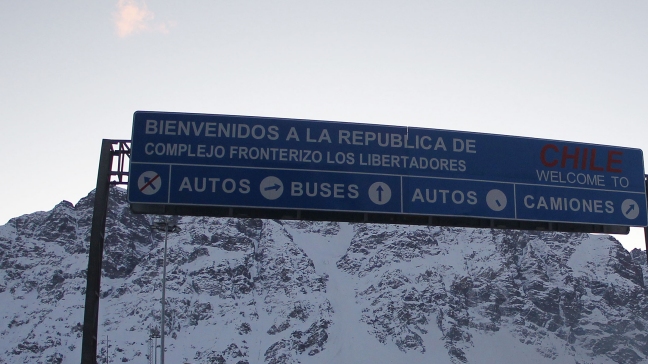 BIENVENIDOS A LA REPUBLICA DE CHILE
COMPLEJO FRONTERIZO LOS LIBERTADORES WELCOME TO
AUTOS BUSES AUTOS CAMIONES